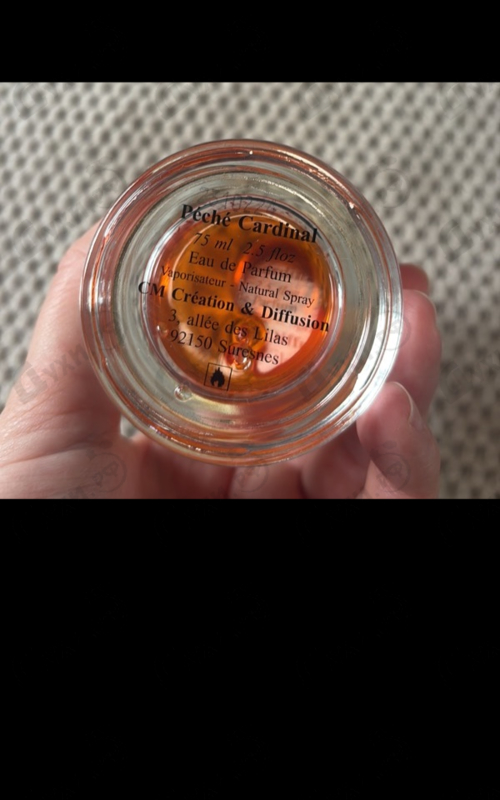 Péché Cardinal
75 ml 2.5 floz
Eau de Parfum
Vaporisateur - Natural Spray
CM Création & Diffusion
3, allée des Lilas
92150 Suresnes